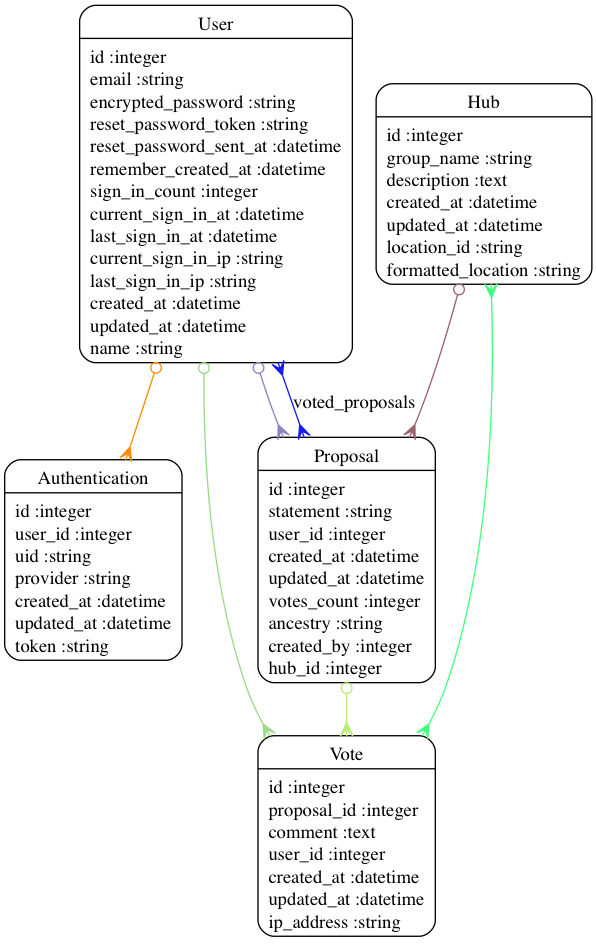 User
id :integer
email :string
encrypted_password :string
reset_password_token :string
reset_password_sent_at :datetime
remember_created_at :datetime
sign_in_count :integer
current_sign_in_at :datetime
last_sign_in_at :datetime
current_sign_in_ip :string
last_sign_in_ip :string
created_at :datetime
updated_at :datetime
name :string
Hub
id :integer
group_name :string
description :text
created_at :datetime
updated_at :datetime
location_id :string
formatted_location :string
voted_proposals
Authentication
id :integer
user_id :integer
uid :string
provider :string
created_at :datetime
updated_at :datetime
token :string
Proposal
id :integer
statement :string
user_id :integer
created_at :datetime
updated_at :datetime
votes_count :integer
ancestry :string
created_by :integer
hub_id :integer
Vote
id :integer
proposal_id :integer
comment :text
user_id :integer
created_at :datetime
updated_at :datetime
ip_address :string